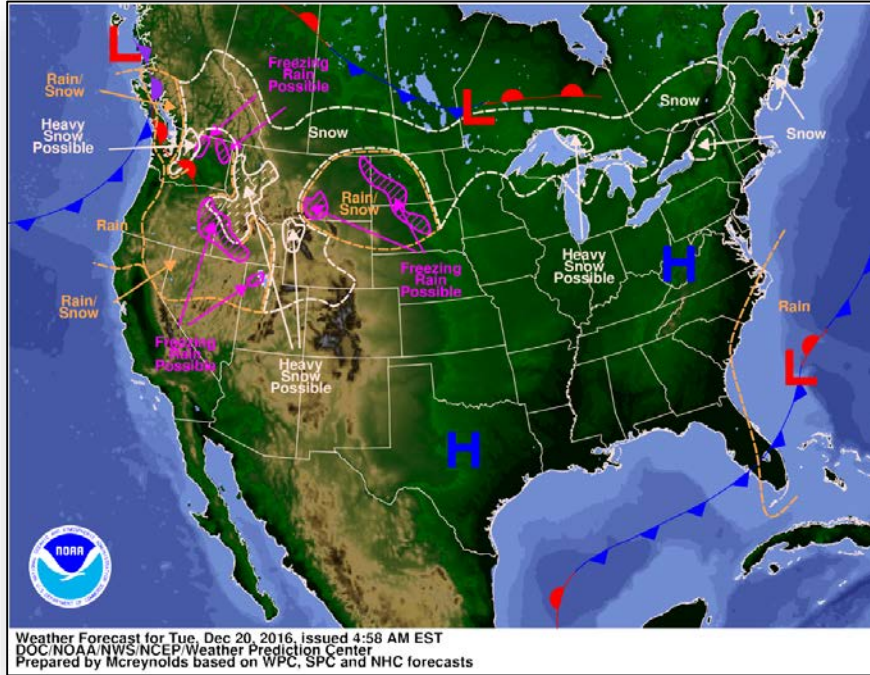 L
Rain/
Snow
Freezing
Rain
Possible
Heavy
Snow
Possible
Snow
L
Snow
Snow
Rain
Rain/
Snow
Rain/
Snow
Freezing
Rain
Possible
Heavy
Snow
Possible
H
Rain
L
Freezing
Rain
Possible
Heavy
Snow
Possible
H
NOAA
Weather Forecast for Tue, Dec 20, 2016, issued 4:58 AM EST
DOC/NOAA/NWS/NCEP/Weather Prediction Center
Prepared by Mcreynolds based on WPC, SPC and NHC forecasts